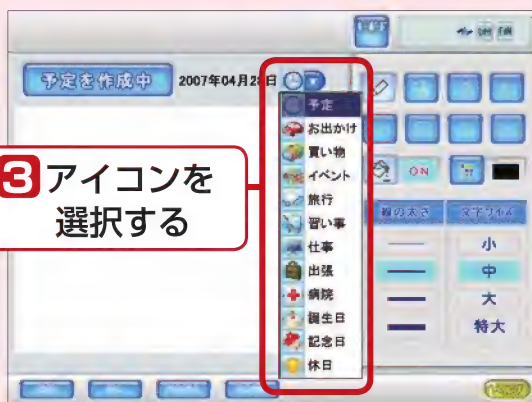 予定を作成中 2007年04月28日
予定
お出かけ
買い物
イベント
旅行
習い事
仕事
出張
病院
誕生日
記念日
休日
3 アイコンを
選択する
ON
線の太さ 文字サイズ
小
中
大
特大